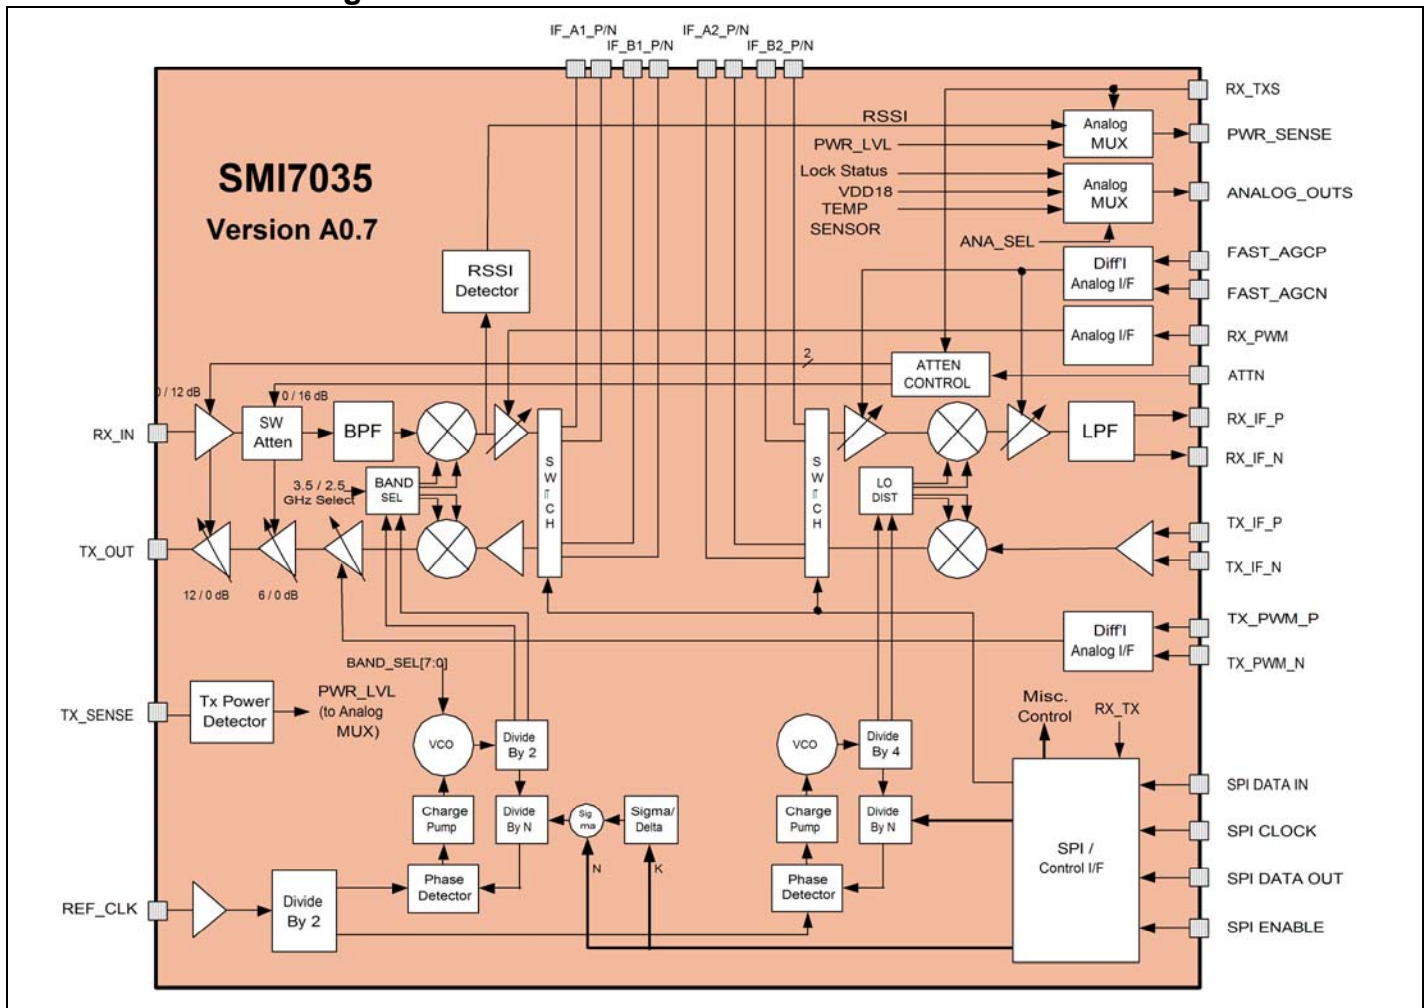 IF_A1_P/N
IF_B1_P/N
IF_A2_P/N
IF_B2_P/N
RX_TXS
RSSI
Analog
MUX
PWR_SENSE
PWR_LVL
Lock Status
VDD18
TEMP
SENSOR
Analog
MUX
ANALOG_OUTS
ANA_SEL
SMI7035
Version A0.7
RSSI
Detector
Diff'l
Analog I/F
FAST_AGCP
FAST_AGCN
Analog I/F
RX_PWM
2
ATTEN
CONTROL
ATTN
/ 12 dB
0 / 16 dB
RX_IN
SW
Atten
BPF
SWITCH
SWITCH
LPF
RX_IF_P
RX_IF_N
3.5 / 2.5
GHz Select
BAND
SEL
LO
DIST
TX_OUT
12 / 0 dB
6 / 0 dB
TX_IF_P
TX_IF_N
Diff'l
Analog I/F
TX_PWM_P
TX_PWM_N
BAND_SEL[7:0]
TX_SENSE
Tx Power
Detector
PWR_LVL
(to Analog
MUX)
VCO
Divide
By 2
VCO
Divide
By 4
Misc.
Control
RX_TX
Charge
Pump
Divide
By N
Sig
ma
Sigma/
Delta
Charge
Pump
Divide
By N
SPI /
Control I/F
SPI DATA IN
SPI CLOCK
SPI DATA OUT
SPI ENABLE
N
K
Phase
Detector
Phase
Detector
REF_CLK
Divide
By 2